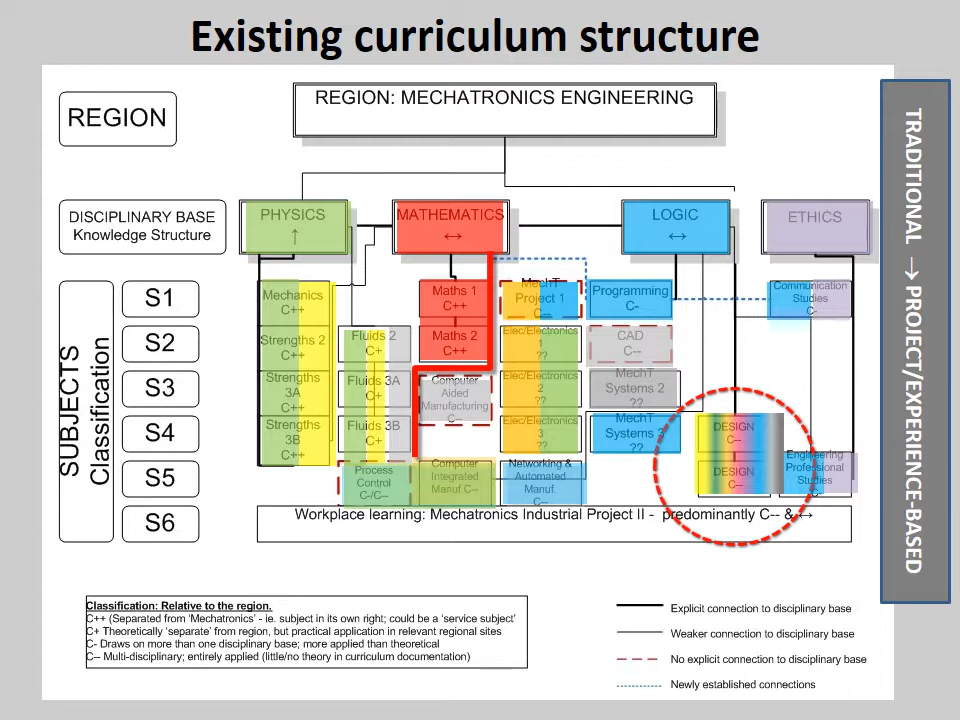 Existing curriculum structure
REGION
REGION: MECHATRONICS ENGINEERING
TRADITIONAL → PROJECT/EXPERIENCE-BASED
DISCIPLINARY BASE
Knowledge Structure
PHYSICS
↑
MATHEMATICS
↔
LOGIC
↔
ETHICS
SUBJECTS
Classification
S1
S2
S3
S4
S5
S6
Mechanics
C++
Strengths 2
C++
Strengths
3A
C++
Strengths
3B
C++
Fluids 2
C+
Fluids 3A
C+
Fluids 3B
C+
Process
Control
C-/C--
Maths 1
C++
Maths 2
C++
Computer
Aided
Manufacturing
C--
Computer
Integrated
Manuf C--
MechT
Project 1
C--
Elec/Electronics
1
??
Elec/Electronics
2
??
Elec/Electronics
3
??
Networking &
Automated
Manuf.
C--
Programming
C-
CAD
C--
MechT
Systems 2
??
MechT
Systems 3
??
DESIGN
C--
DESIGN
C--
Communication
Studies
C-
Engineering
Professional
Studies
C-
Workplace learning: Mechatronics Industrial Project II - predominantly C-- & ↔
Classification: Relative to the region.
C++ (Separated from 'Mechatronics' - ie. subject in its own right; could be a 'service subject'
C+ Theoretically 'separate' from region, but practical application in relevant regional sites
C- Draws on more than one disciplinary base; more applied than theoretical
C-- Multi-disciplinary; entirely applied (little/no theory in curriculum documentation)
Explicit connection to disciplinary base
Weaker connection to disciplinary base
No explicit connection to disciplinary base
Newly established connections